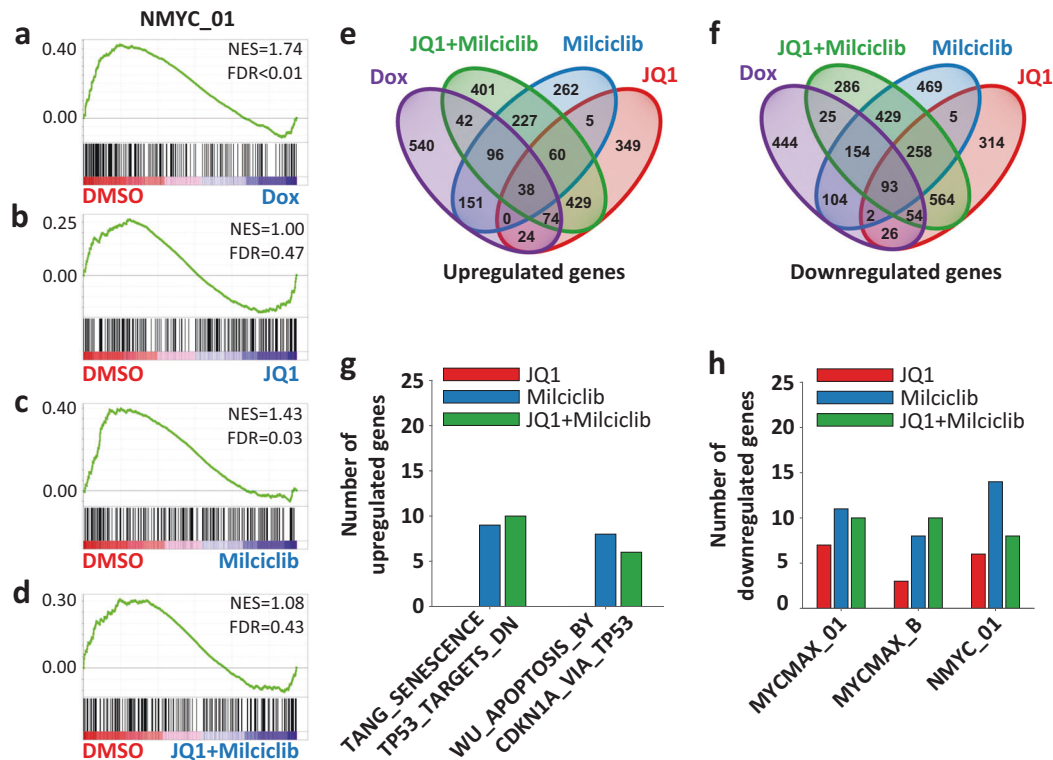 NMYC_01
a
0.40
0.00
NES=1.74
FDR<0.01
DMSO
Dox
b
0.25
0.00
NES=1.00
FDR=0.47
DMSO
JQ1
c
0.40
0.00
NES=1.43
FDR=0.03
DMSO
Milciclib
d
0.30
0.00
NES=1.08
FDR=0.43
DMSO
JQ1+Milciclib
e
JQ1+Milciclib
Milciclib
Dox
JQ1
401
262
42
227
5
540
96
60
349
38
151
0
74
429
24
Upregulated genes
f
JQ1+Milciclib
Milciclib
Dox
JQ1
286
469
25
429
5
444
154
258
314
93
104
2
54
564
26
Downregulated genes
g
JQ1
Milciclib
JQ1+Milciclib
Number of
upregulated genes
25
20
15
10
5
0
TANG_SENESCENCE
TP53_TARGETS_DN
WU_APOPTOSIS_BY
CDKN1A_VIA_TP53
h
JQ1
Milciclib
JQ1+Milciclib
Number of
downregulated genes
25
20
15
10
5
0
MYCMAX_01
MYCMAX_B
NMYC_01